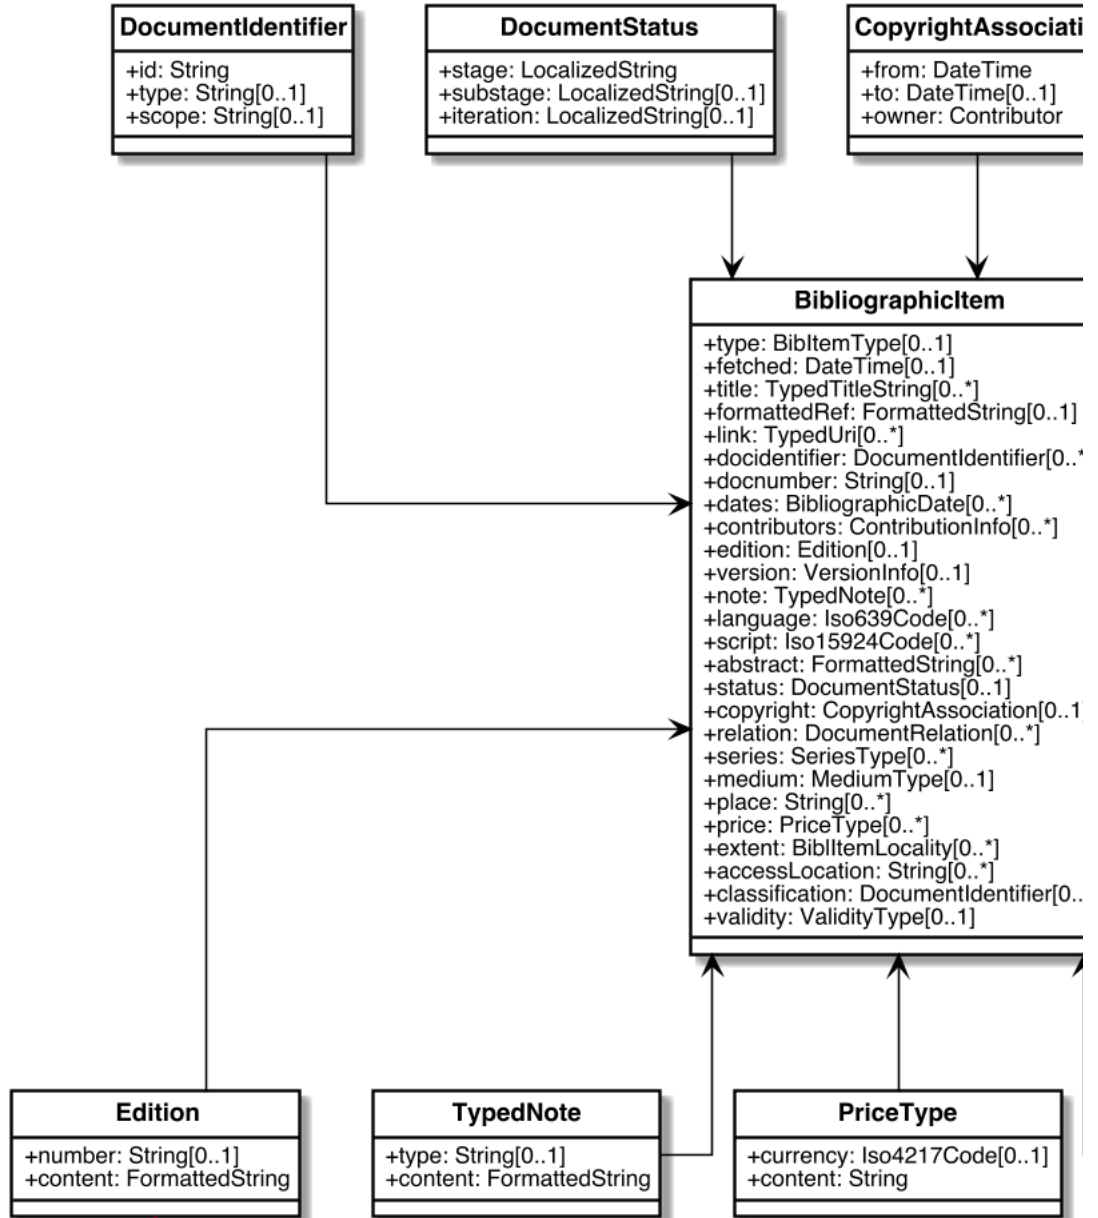 DocumentIdentifier
+id: String
+type: String[0..1]
+scope: String[0..1]
DocumentStatus
+stage: LocalizedString
+substage: LocalizedString[0..1]
+iteration: LocalizedString[0..1]
CopyrightAssociati
+from: DateTime
+to: DateTime[0..1]
+owner: Contributor
BibliographicItem
+type: BibItemType[0..1]
+fetched: DateTime[0..1]
+title: TypedTitleString[0..*]
+formattedRef: FormattedString[0..1]
+link: TypedUri[0..*]
+docidentifier: DocumentIdentifier[0..*
+docnumber: String[0..1]
+dates: BibliographicDate[0..*]
+contributors: ContributionInfo[0..*]
+edition: Edition[0..1]
+version: VersionInfo[0..1]
+note: TypedNote[0..*]
+language: Iso639Code[0..*]
+script: Iso15924Code[0..*]
+abstract: FormattedString[0..*]
+status: DocumentStatus[0..1]
+copyright: CopyrightAssociation[0..1]
+relation: DocumentRelation[0..*]
+series: SeriesType[0..*]
+medium: MediumType[0..1]
+place: String[0..*]
+price: PriceType[0..*]
+extent: BiblItemLocality[0..*]
+accessLocation: String[0..*]
+classification: DocumentIdentifier[0..
+validity: ValidityType[0..1]
Edition
+number: String[0..1]
+content: FormattedString
TypedNote
+type: String[0..1]
+content: FormattedString
PriceType
+currency: Iso4217Code[0..1]
+content: String